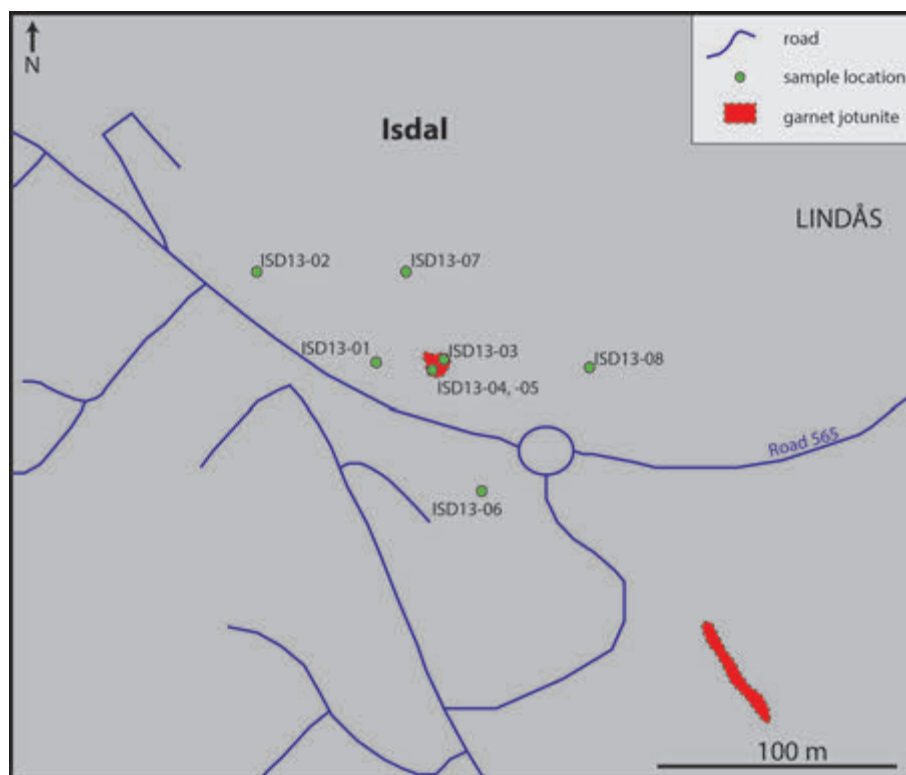 N
road
sample location
garnet jotunite
Isdal
LINDÅS
ISD13-02
ISD13-07
ISD13-01
ISD13-03
ISD13-04, -05
ISD13-08
Road 565
ISD13-06
100 m